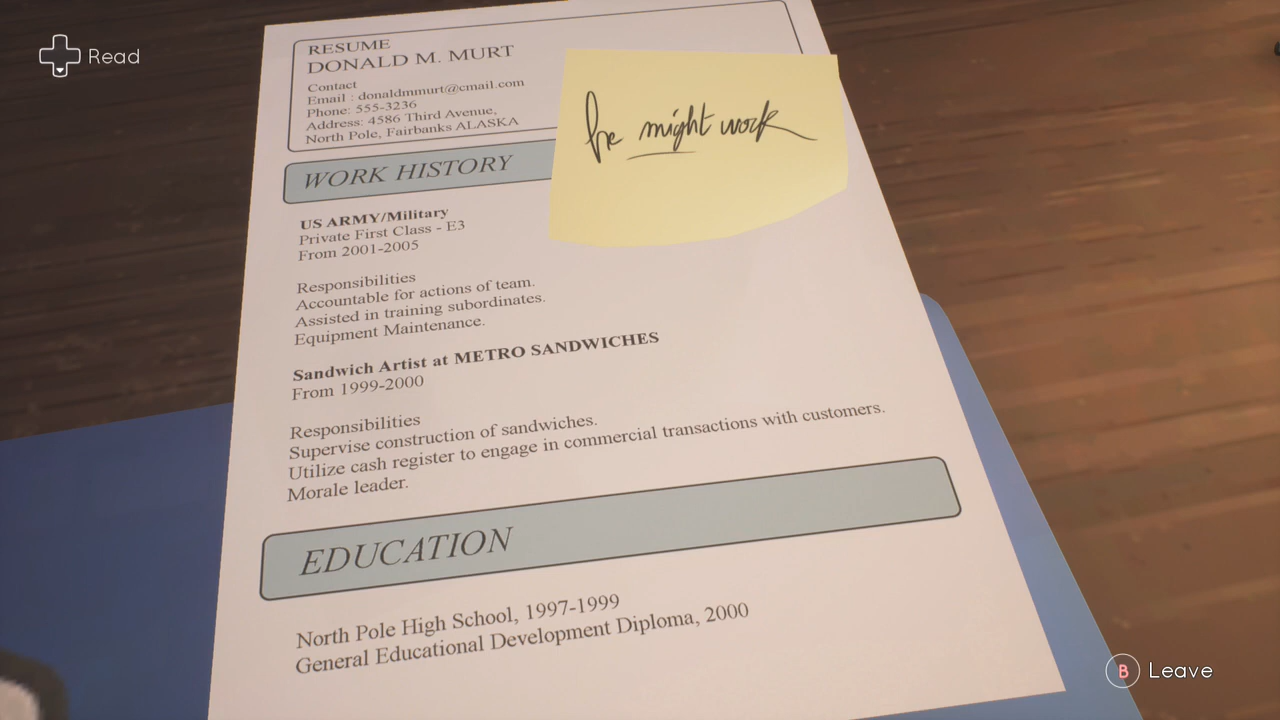 Read
RESUME
DONALD M. MURT
Contact
Email : donaldmmurt@cmail.com
Phone: 555-3236
Address: 4586 Third Avenue,
North Pole, Fairbanks ALASKA
he might work
WORK HISTORY
US ARMY/Military
Private First Class - E3
From 2001-2005
Responsibilities
Accountable for actions of team.
Assisted in training subordinates.
Equipment Maintenance.
Sandwich Artist at METRO SANDWICHES
From 1999-2000
Responsibilities
Supervise construction of sandwiches.
Utilize cash register to engage in commercial transactions with customers.
Morale leader.
EDUCATION
North Pole High School, 1997-1999
General Educational Development Diploma, 2000
B Leave